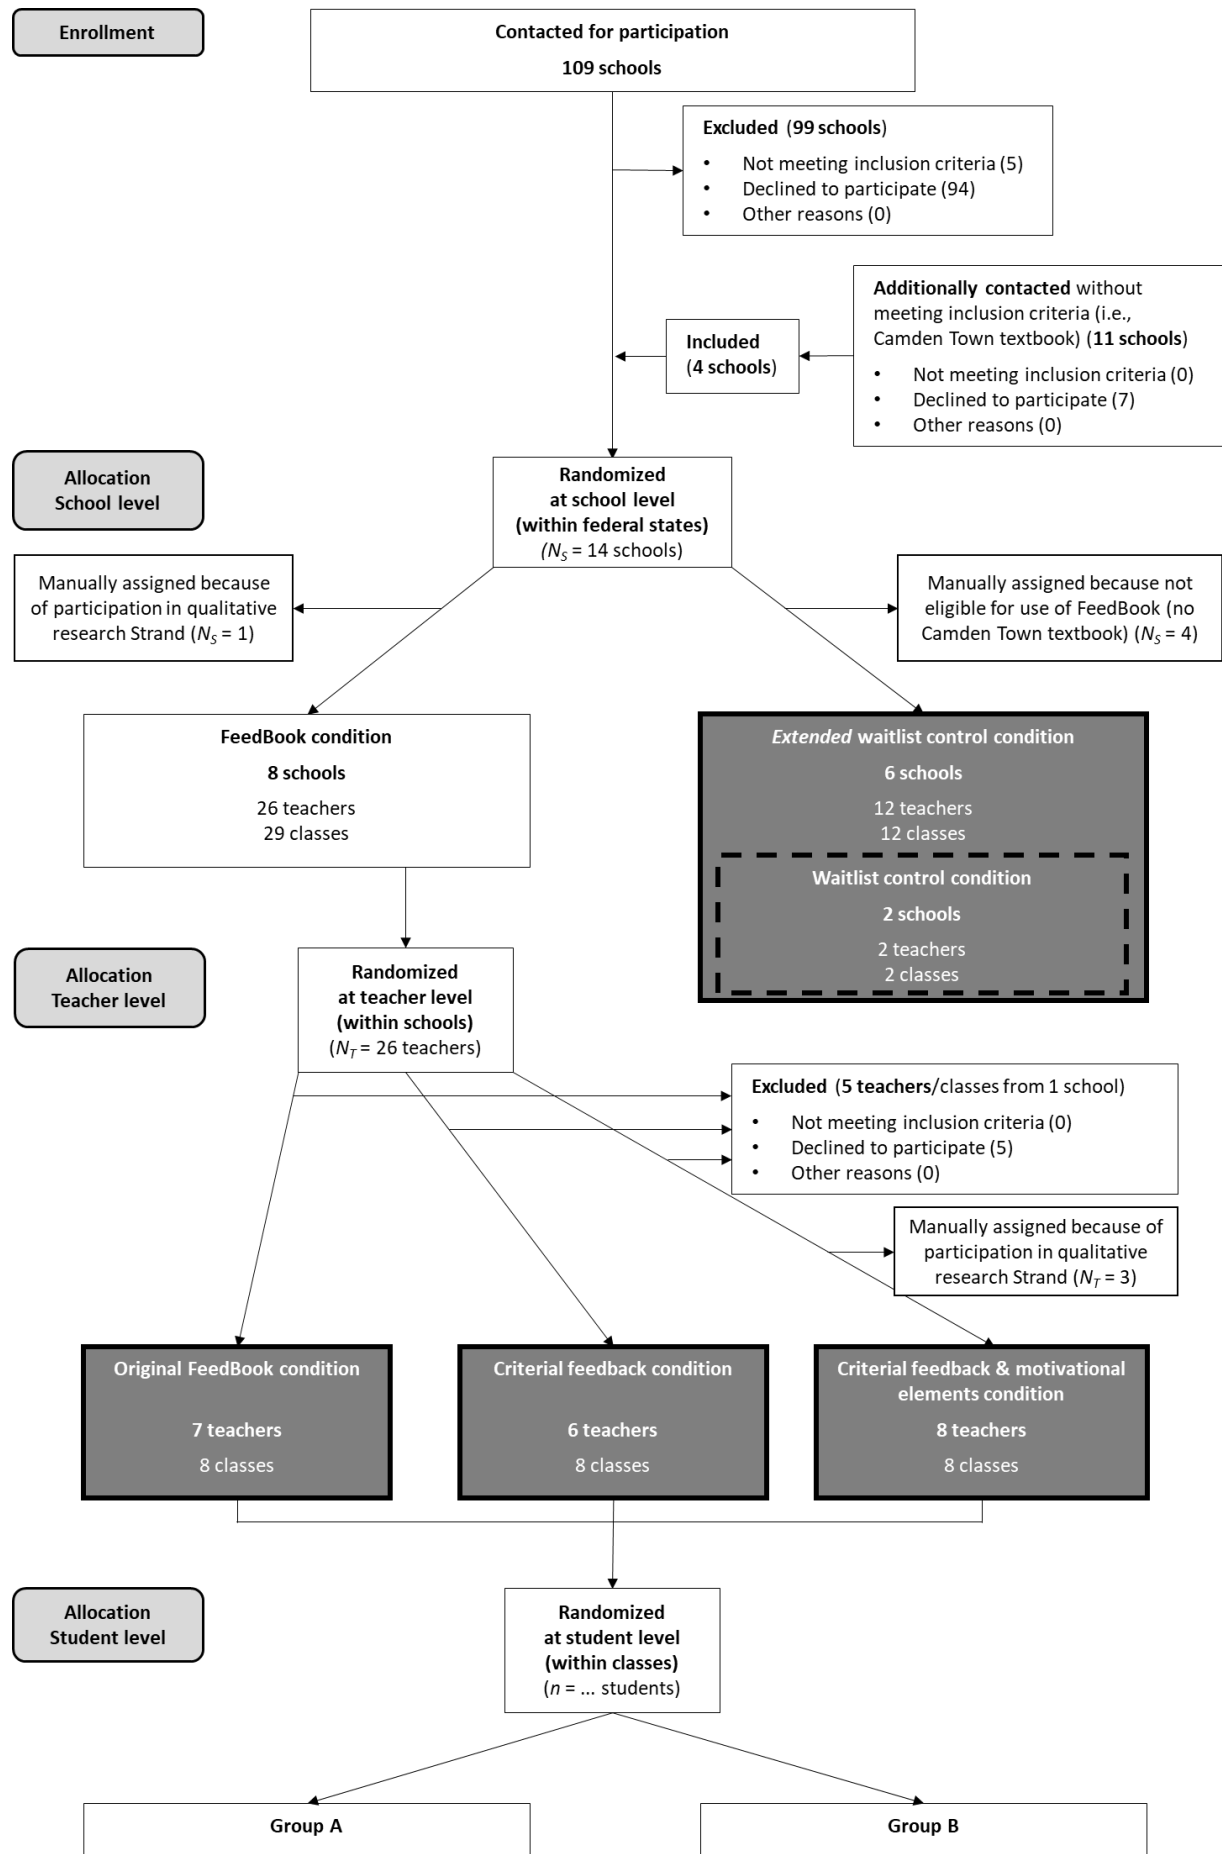 Enrollment
Contacted for participation
109 schools
Excluded (99 schools)
• Not meeting inclusion criteria (5)
• Declined to participate (94)
• Other reasons (0)
Additionally contacted without
meeting inclusion criteria (i.e.,
Camden Town textbook) (11 schools)
• Not meeting inclusion criteria (0)
• Declined to participate (7)
• Other reasons (0)
Included
(4 schools)
Allocation
School level
Randomized
at school level
(within federal states)
(NS = 14 schools)
Manually assigned because
of participation in qualitative
research Strand (NS = 1)
Manually assigned because not
eligible for use of FeedBook (no
Camden Town textbook) (NS = 4)
FeedBook condition
8 schools
26 teachers
29 classes
Extended waitlist control condition
6 schools
12 teachers
12 classes
Waitlist control condition
2 schools
2 teachers
2 classes
Allocation
Teacher level
Randomized
at teacher level
(within schools)
(NT = 26 teachers)
Excluded (5 teachers/classes from 1 school)
• Not meeting inclusion criteria (0)
• Declined to participate (5)
• Other reasons (0)
Manually assigned because of
participation in qualitative
research Strand (NT = 3)
Original FeedBook condition
7 teachers
8 classes
Criterial feedback condition
6 teachers
8 classes
Criterial feedback & motivational
elements condition
8 teachers
8 classes
Allocation
Student level
Randomized
at student level
(within classes)
(n = ... students)
Group A
Group B